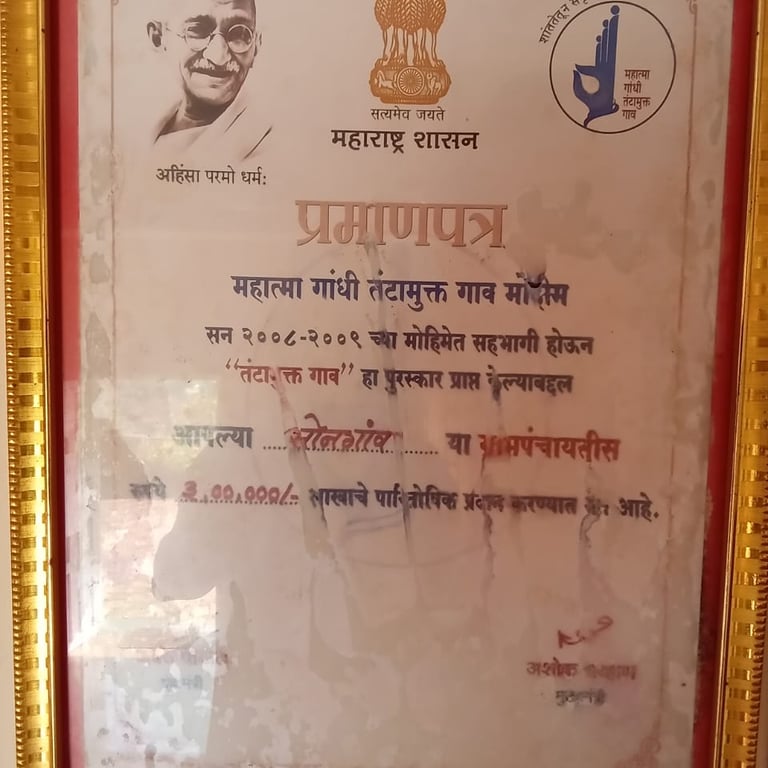 शांततेतून
महात्मा
गांधी
तंटामुक्त
गाव
सत्यमेव जयते
महाराष्ट्र शासन
अहिंसा परमो धर्म:
प्रमाणपत्र
महात्मा गांधी तंटामुक्त गाव मोहीम
सन २००८-२००९ च्या मोहिमेत सहभागी होऊन
“तंटामुक्त गाव” हा पुरस्कार प्राप्त केल्याबद्दल
आपल्या ..... सोनगांव ....... या ग्रामपंचायतीस
रुपये ३,००,०००/- लाखाचे पारितोषिक प्रदान करण्यात येत आहे.
अशोक चव्हाण
मुख्यमंत्री